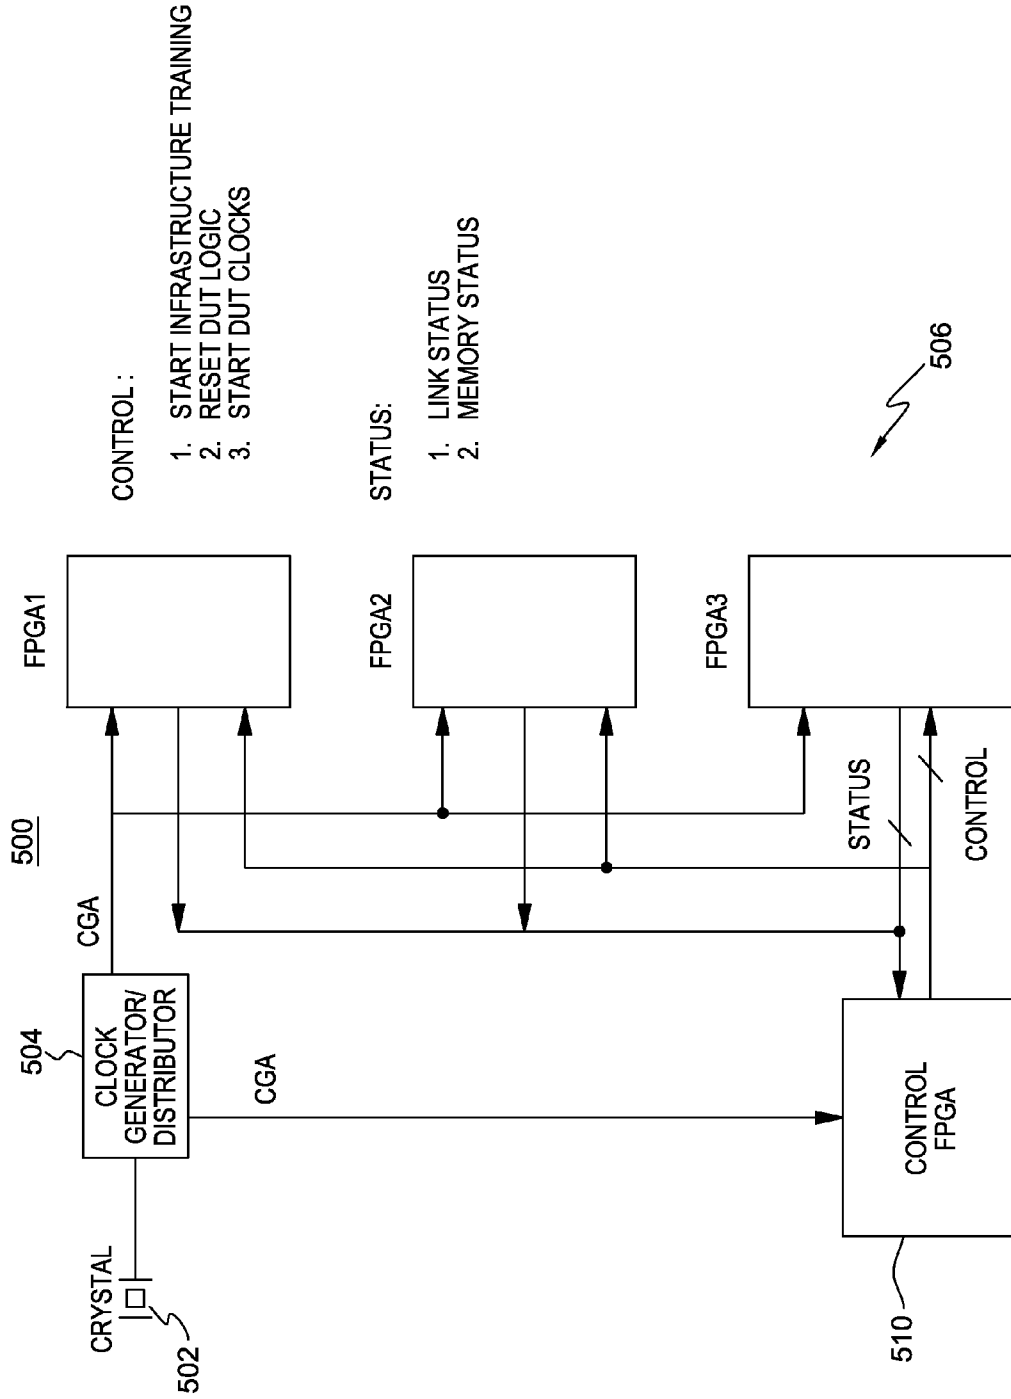 500
CRYSTAL
502
504
CLOCK
GENERATOR/
DISTRIBUTOR
CGA
CGA
FPGA1
FPGA2
FPGA3
STATUS
CONTROL
CONTROL
FPGA
510
CONTROL :
1. START INFRASTRUCTURE TRAINING
2. RESET DUT LOGIC
3. START DUT CLOCKS
STATUS:
1. LINK STATUS
2. MEMORY STATUS
506